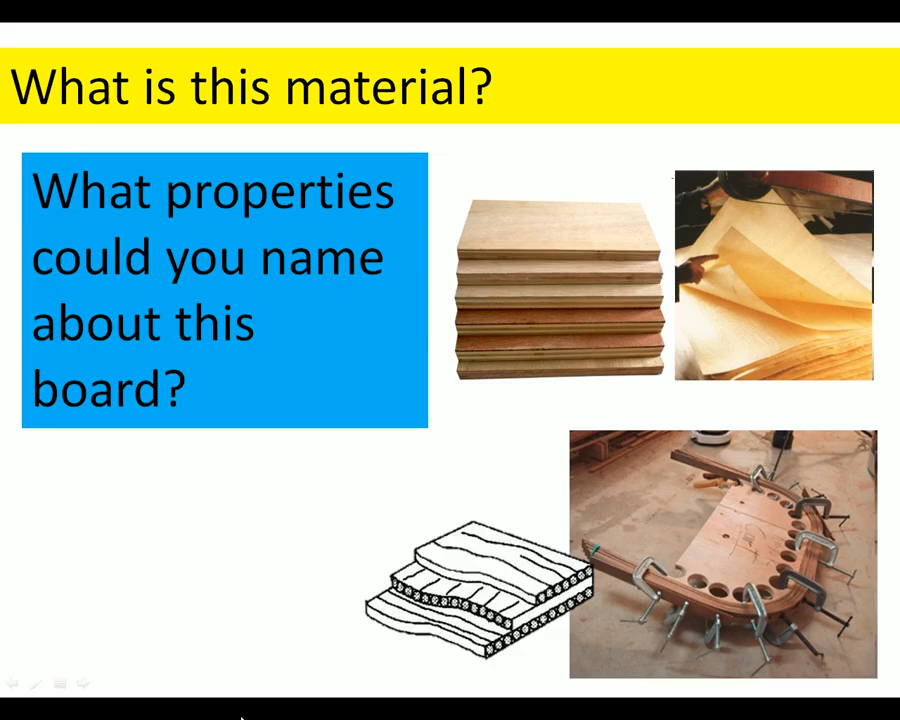 What is this material?
What properties
could you name
about this
board?